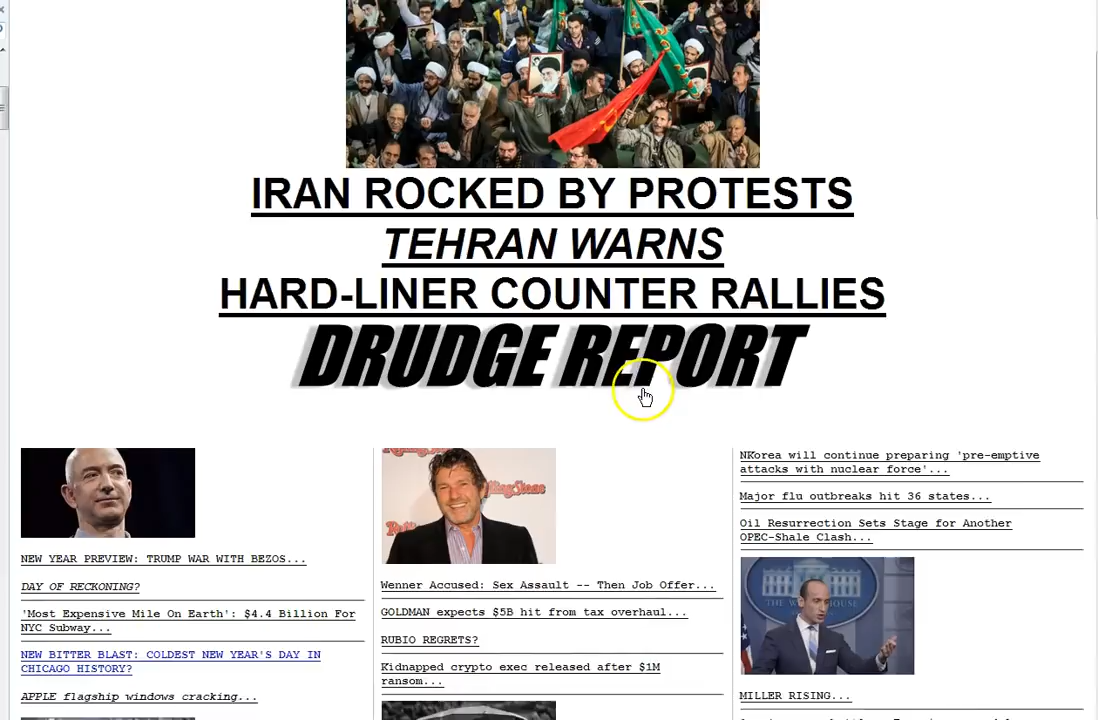 IRAN ROCKED BY PROTESTS
TEHRAN WARNS
HARD-LINER COUNTER RALLIES
DRUDGE REPORT
NEW YEAR PREVIEW: TRUMP WAR WITH BEZOS...
DAY OF RECKONING?
'Most Expensive Mile On Earth': $4.4 Billion For
NYC Subway...
NEW BITTER BLAST: COLDEST NEW YEAR'S DAY IN
CHICAGO HISTORY?
APPLE flagship windows cracking...
Rolling Stone
Wenner Accused: Sex Assault -- Then Job Offer...
GOLDMAN expects $5B hit from tax overhaul...
RUBIO REGRETS?
Kidnapped crypto exec released after $1M
ransom...
NKorea will continue preparing 'pre-emptive
attacks with nuclear force'...
Major flu outbreaks hit 36 states...
Oil Resurrection Sets Stage for Another
OPEC-Shale Clash...
THE WHITE HOUSE
MILLER RISING...